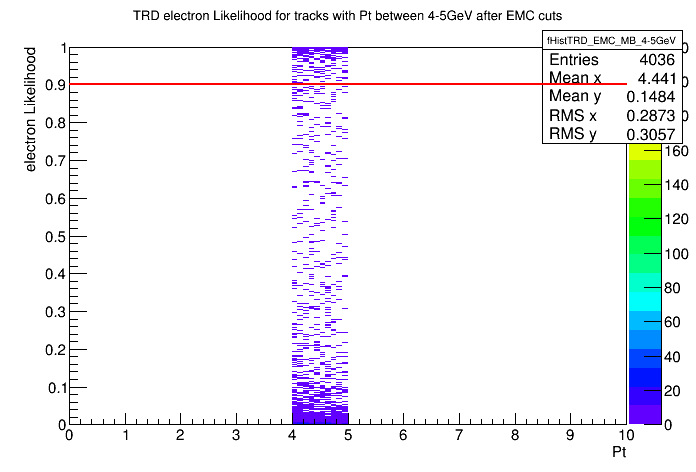 TRD electron Likelihood for tracks with Pt between 4-5GeV after EMC cuts
fHistTRD_EMC_MB_4-5GeV
Entries 4036
Mean x 4.441
Mean y 0.1484
RMS x 0.2873
RMS y 0.3057
electron Likelihood
1
0.9
0.8
0.7
0.6
0.5
0.4
0.3
0.2
0.1
0
0 1 2 3 4 5 6 7 8 9 10
Pt
160
140
120
100
80
60
40
20
0